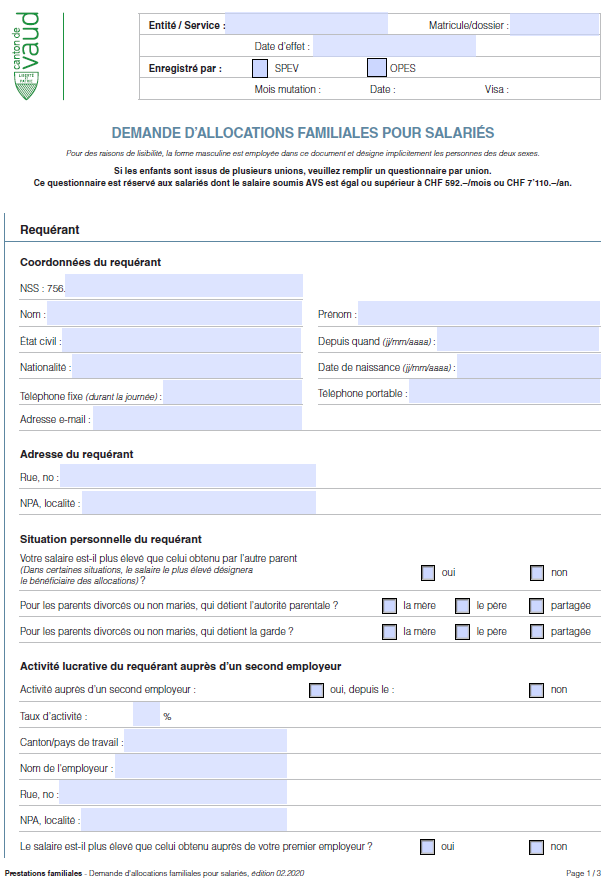 canton de
vaud
LIBERTÉ
ET
PATRIE
Entité / Service :
Matricule/dossier :
Date d'effet :
Enregistré par :
SPEV
OPES
Mois mutation :
Date :
Visa :
DEMANDE D'ALLOCATIONS FAMILIALES POUR SALARIÉS
Pour des raisons de lisibilité, la forme masculine est employée dans ce document et désigne implicitement les personnes des deux sexes.
Si les enfants sont issus de plusieurs unions, veuillez remplir un questionnaire par union.
Ce questionnaire est réservé aux salariés dont le salaire soumis AVS est égal ou supérieur à CHF 592.–/mois ou CHF 7'110.–/an.
Requérant
Coordonnées du requérant
NSS : 756.
Nom :
Prénom :
État civil :
Depuis quand (jj/mm/aaaa) :
Nationalité :
Date de naissance (jj/mm/aaaa) :
Téléphone fixe (durant la journée) :
Téléphone portable :
Adresse e-mail :
Adresse du requérant
Rue, no :
NPA, localité :
Situation personnelle du requérant
Votre salaire est-il plus élevé que celui obtenu par l'autre parent
(Dans certaines situations, le salaire le plus élevé désignera
le bénéficiaire des allocations) ?
oui
non
Pour les parents divorcés ou non mariés, qui détient l'autorité parentale ?
la mère
le père
partagée
Pour les parents divorcés ou non mariés, qui détient la garde ?
la mère
le père
partagée
Activité lucrative du requérant auprès d'un second employeur
Activité auprès d'un second employeur :
oui, depuis le :
non
Taux d'activité :
%
Canton/pays de travail :
Nom de l'employeur :
Rue, no :
NPA, localité :
Le salaire est-il plus élevé que celui obtenu auprès de votre premier employeur ?
oui
non
Prestations familiales - Demande d'allocations familiales pour salariés, édition 02.2020
Page 1 / 3